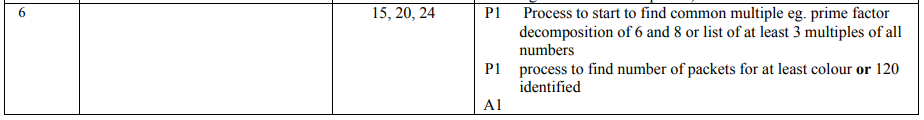 6 15, 20, 24 P1 Process to start to find common multiple eg. prime factor
decomposition of 6 and 8 or list of at least 3 multiples of all
numbers
P1 process to find number of packets for at least colour or 120
identified
A1